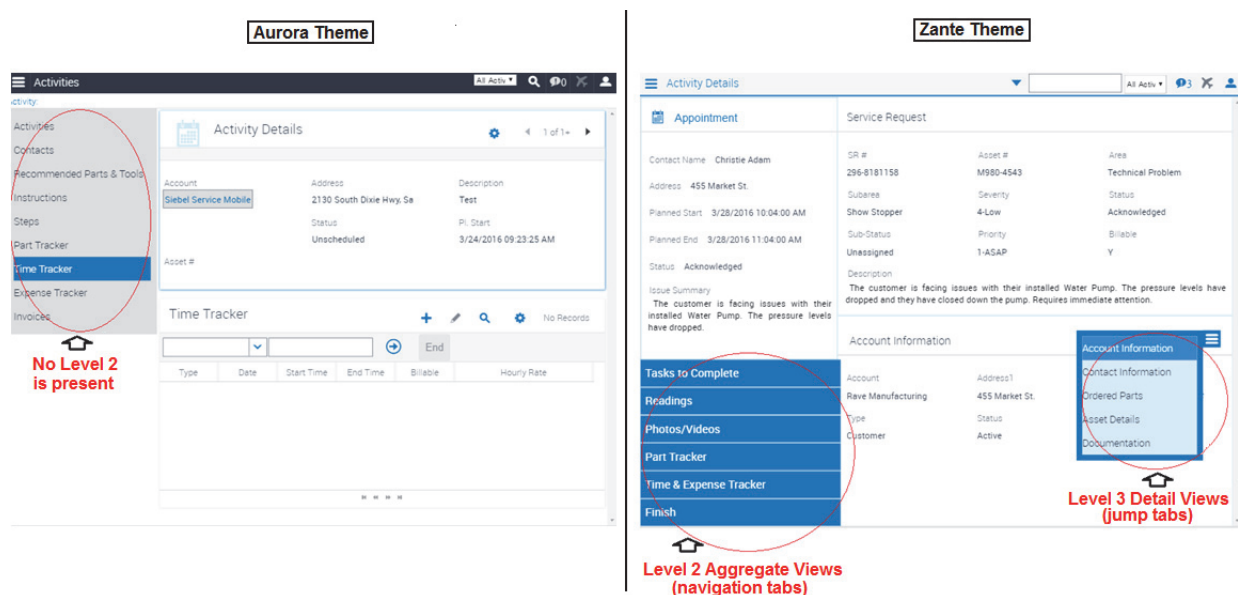 Aurora Theme
Activities
All Activ
0
Activity:
Activities
Contacts
Recommended Parts & Tools
Instructions
Steps
Part Tracker
Time Tracker
Expense Tracker
Invoices
No Level 2
is present
Activity Details
1 of 1+
Account
Address
Description
Siebel Service Mobile
2130 South Dixie Hwy, Sa
Test
Status
Pl. Start
Unscheduled
3/24/2016 09:23:25 AM
Asset #
Time Tracker
No Records
End
Type Date Start Time End Time Billable Hourly Rate
Zante Theme
Activity Details
All Activ
3
Appointment
Contact Name Christie Adam
Address 455 Market St.
Planned Start 3/28/2016 10:04:00 AM
Planned End 3/28/2016 11:04:00 AM
Status Acknowledged
Issue Summary
The customer is facing issues with their
installed Water Pump. The pressure levels
have dropped.
Tasks to Complete
Readings
Photos/Videos
Part Tracker
Time & Expense Tracker
Finish
Level 2 Aggregate Views
(navigation tabs)
Service Request
SR # Asset # Area
296-8181158 M980-4543 Technical Problem
Subarea Severity Status
Show Stopper 4-Low Acknowledged
Sub-Status Priority Billable
Unassigned 1-ASAP Y
Description
The customer is facing issues with their installed Water Pump. The pressure levels have
dropped and they have closed down the pump. Requires immediate attention.
Account Information
Account Address1
Rave Manufacturing 455 Market St.
Type Status
Customer Active
Account Information
Contact Information
Ordered Parts
Asset Details
Documentation
Level 3 Detail Views
(jump tabs)